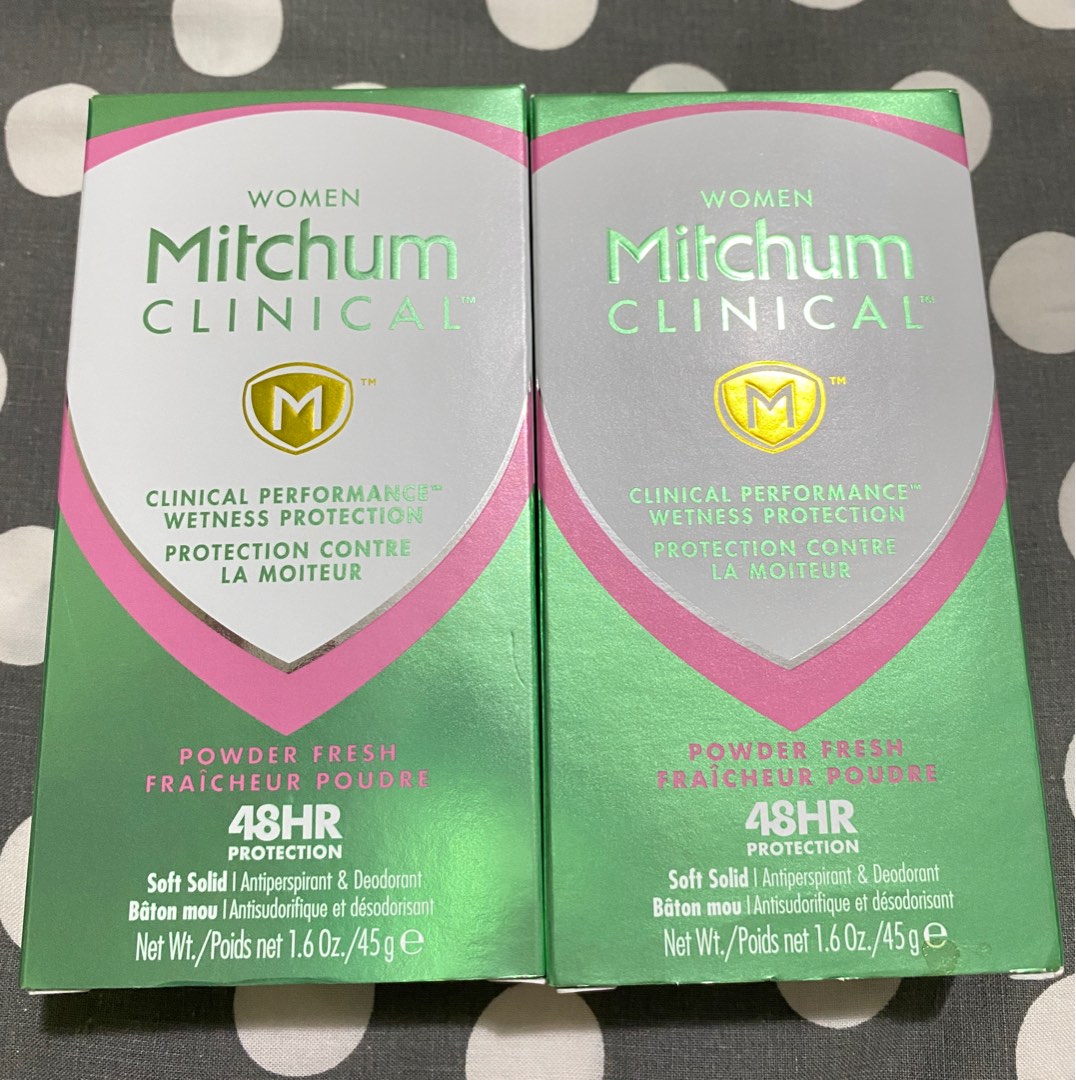 WOMEN
Mitchum
CLINICAL™
M™
CLINICAL PERFORMANCE™
WETNESS PROTECTION
PROTECTION CONTRE
LA MOITEUR
POWDER FRESH
FRAÎCHEUR POUDRE
48HR
PROTECTION
Soft Solid | Antiperspirant & Deodorant
Bâton mou | Antisudorifique et désodorisant
Net Wt./Poids net 1.6 Oz./45 g ℮
WOMEN
Mitchum
CLINICAL™
M™
CLINICAL PERFORMANCE™
WETNESS PROTECTION
PROTECTION CONTRE
LA MOITEUR
POWDER FRESH
FRAÎCHEUR POUDRE
48HR
PROTECTION
Soft Solid | Antiperspirant & Deodorant
Bâton mou | Antisudorifique et désodorisant
Net Wt./Poids net 1.6 Oz./45 g ℮